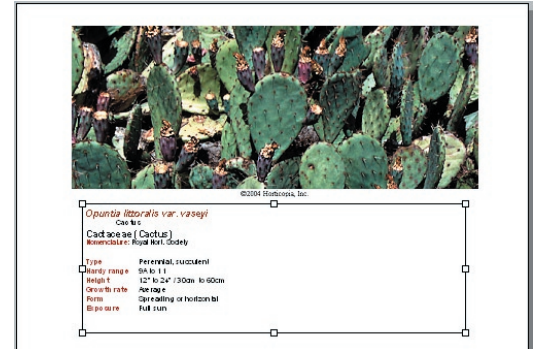 ©2004 Horticopia, Inc.
Opuntia littoralis var. vaseyi
Cactus
Cactaceae (Cactus)
Nomenclature: Royal Hort. Society
Type Perennial, succulent
Hardy range 9A to 11
Height 12" to 24" / 30cm to 60cm
Growth rate Average
Form Spreading or horizontal
Exposure Full sun